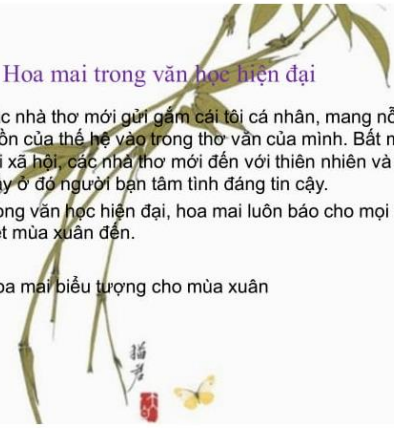 Hoa mai trong văn học hiện đại
c nhà thơ mới gửi gắm cái tôi cá nhân, mang nỗ
ồn của thế hệ vào trong thơ văn của mình. Bất m
i xã hội, các nhà thơ mới đến với thiên nhiên và
y ở đó người bạn tâm tình đáng tin cậy.
ong văn học hiện đại, hoa mai luôn báo cho mọi
ết mùa xuân đến.
oa mai biểu tượng cho mùa xuân